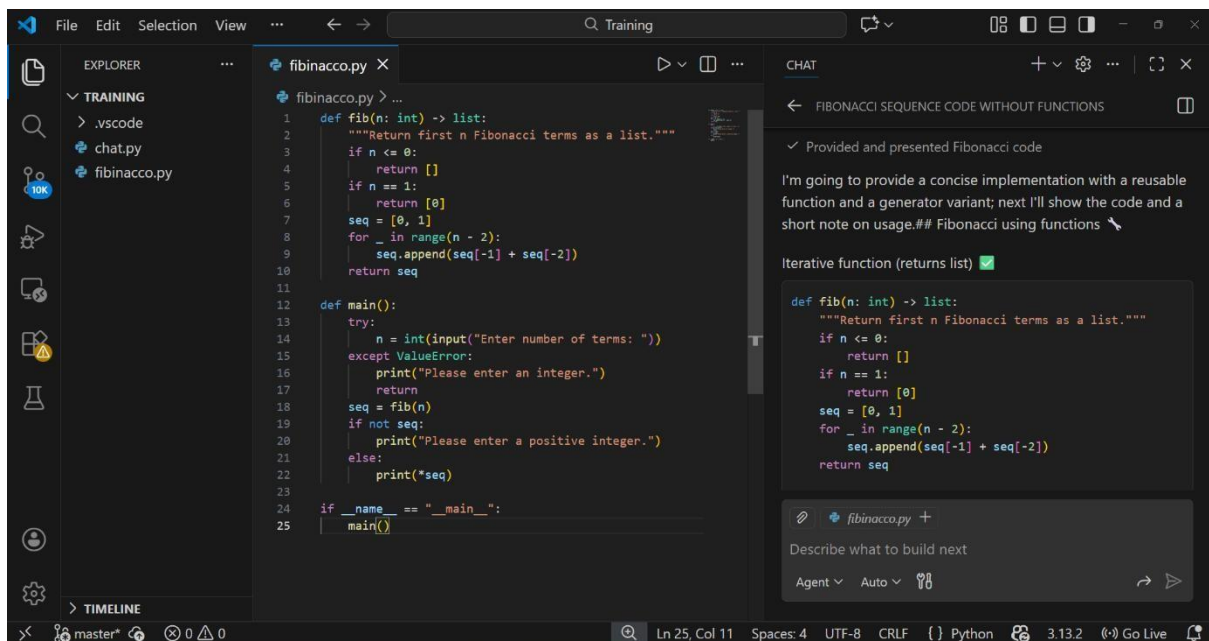 File Edit Selection View ... Training
EXPLORER ...
TRAINING
.vscode
chat.py
fibinacco.py
10K
TIMELINE
fibinacco.py
fibinacco.py > ...
1 def fib(n: int) -> list:
2 """Return first n Fibonacci terms as a list."""
3 if n <= 0:
4 return []
5 if n == 1:
6 return [0]
7 seq = [0, 1]
8 for _ in range(n - 2):
9 seq.append(seq[-1] + seq[-2])
10 return seq
11
12 def main():
13 try:
14 n = int(input("Enter number of terms: "))
15 except ValueError:
16 print("Please enter an integer.")
17 return
18 seq = fib(n)
19 if not seq:
20 print("Please enter a positive integer.")
21 else:
22 print(*seq)
23
24 if __name__ == "__main__":
25 main()
CHAT
FIBONACCI SEQUENCE CODE WITHOUT FUNCTIONS
Provided and presented Fibonacci code
I'm going to provide a concise implementation with a reusable
function and a generator variant; next I'll show the code and a
short note on usage.## Fibonacci using functions 🔧
Iterative function (returns list) ✅
def fib(n: int) -> list:
"""Return first n Fibonacci terms as a list."""
if n <= 0:
return []
if n == 1:
return [0]
seq = [0, 1]
for _ in range(n - 2):
seq.append(seq[-1] + seq[-2])
return seq
fibinacco.py +
Describe what to build next
Agent Auto
master* 0 0 Ln 25, Col 11 Spaces: 4 UTF-8 CRLF {} Python 3.13.2 Go Live